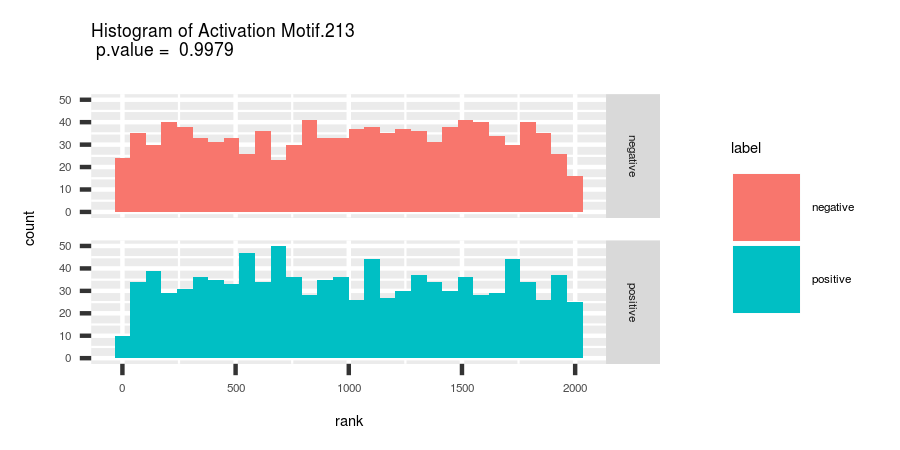 Histogram of Activation Motif.213
p.value = 0.9979
count
50
40
30
20
10
0
negative
50
40
30
20
10
0
positive
0 500 1000 1500 2000
rank
label
negative
positive